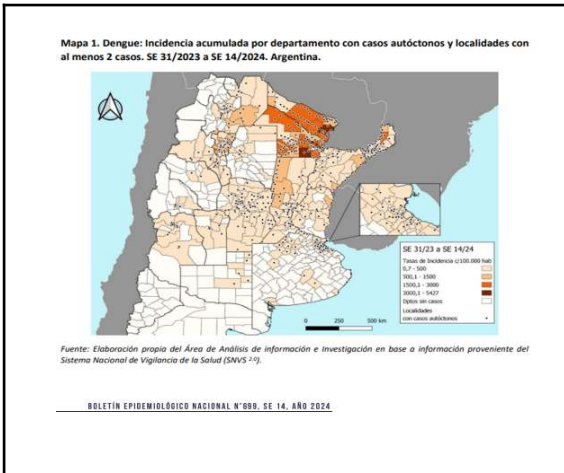 Mapa 1. Dengue: Incidencia acumulada por departamento con casos autóctonos y localidades con
al menos 2 casos. SE 31/2023 a SE 14/2024. Argentina.
SE 31/23 a SE 14/24
Tasas de Incidencia c/100.000 hab
0,7 - 500
500,1 - 1500
1500,1 - 3000
3000,1 - 5427
Dptos sin casos
Localidades
con casos autóctonos
0 250 500 km
Fuente: Elaboración propia del Área de Análisis de información e Investigación en base a información proveniente del
Sistema Nacional de Vigilancia de la Salud (SNVS 2.0).
BOLETÍN EPIDEMIOLÓGICO NACIONAL N°699, SE 14, AÑO 2024